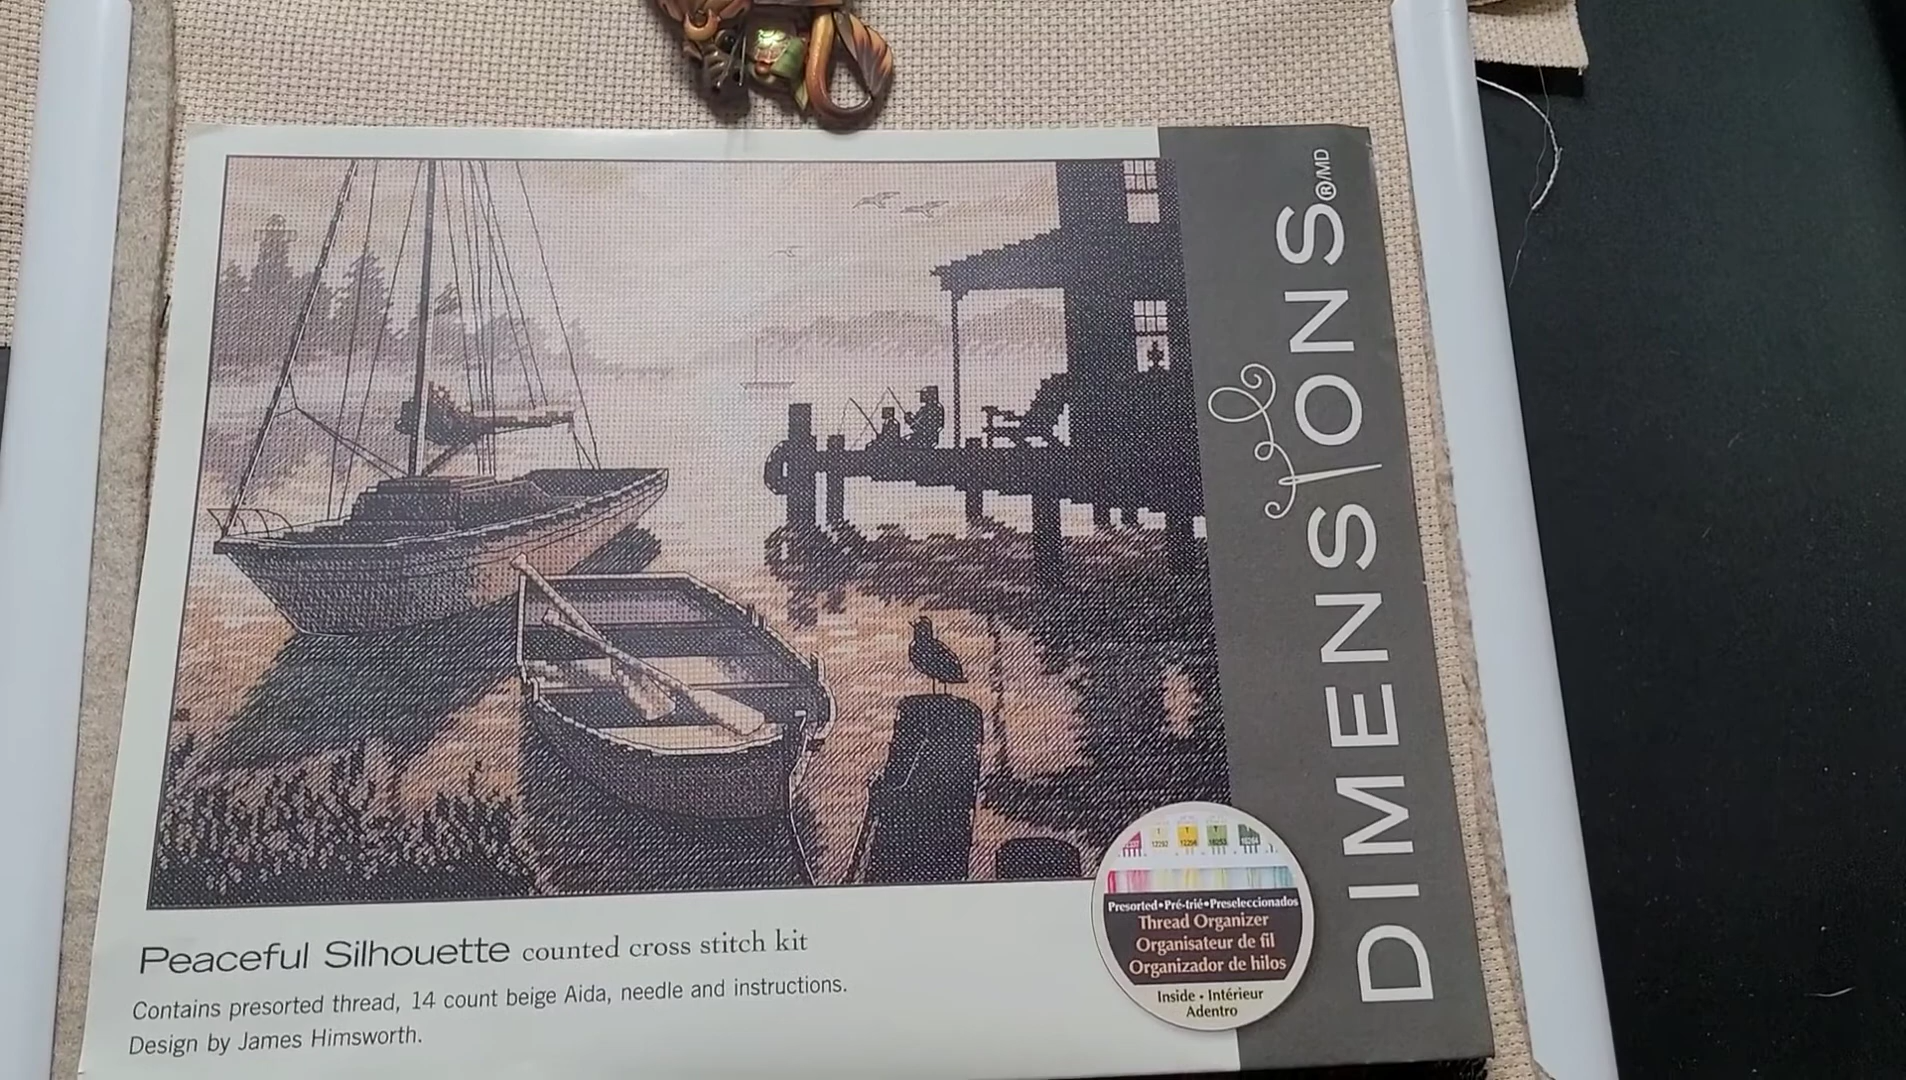 DIMENSIONS®/MD
Peaceful Silhouette counted cross stitch kit
Contains presorted thread, 14 count beige Aida, needle and instructions.
Design by James Himsworth.
Presorted•Pré-trié•Preseleccionados
Thread Organizer
Organisateur de fil
Organizador de hilos
Inside • Intérieur
Adentro